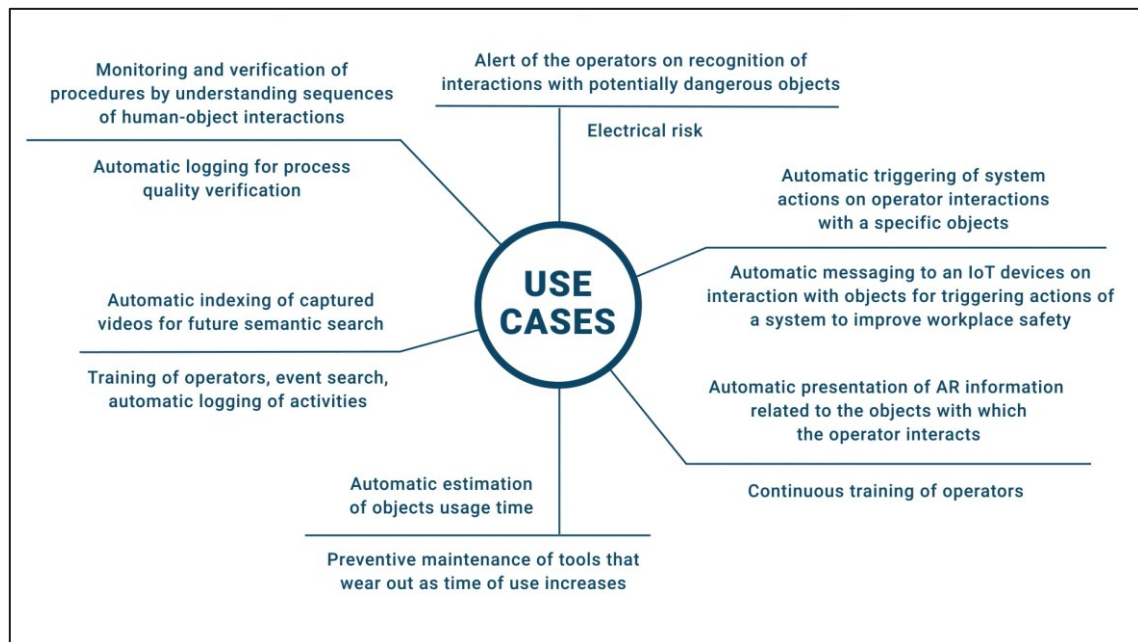 Monitoring and verification of
procedures by understanding sequences
of human-object interactions
Automatic logging for process
quality verification
Alert of the operators on recognition of
interactions with potentially dangerous objects
Electrical risk
Automatic triggering of system
actions on operator interactions
with a specific objects
Automatic messaging to an IoT devices on
interaction with objects for triggering actions of
a system to improve workplace safety
USE
CASES
Automatic indexing of captured
videos for future semantic search
Training of operators, event search,
automatic logging of activities
Automatic presentation of AR information
related to the objects with which
the operator interacts
Continuous training of operators
Automatic estimation
of objects usage time
Preventive maintenance of tools that
wear out as time of use increases